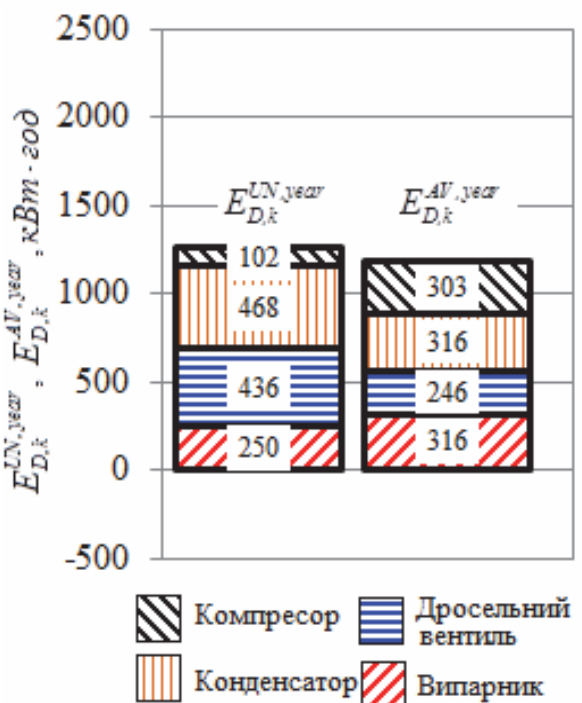 2500
2000
1500
1000
500
0
-500
E_{D,k}^{UN,year}, E_{D,k}^{AV,year}, кВт·год
E_{D,k}^{UN,year}
E_{D,k}^{AV,year}
102
468
436
250
303
316
246
316
Компресор
Дросельний
вентиль
Конденсатор
Випарник